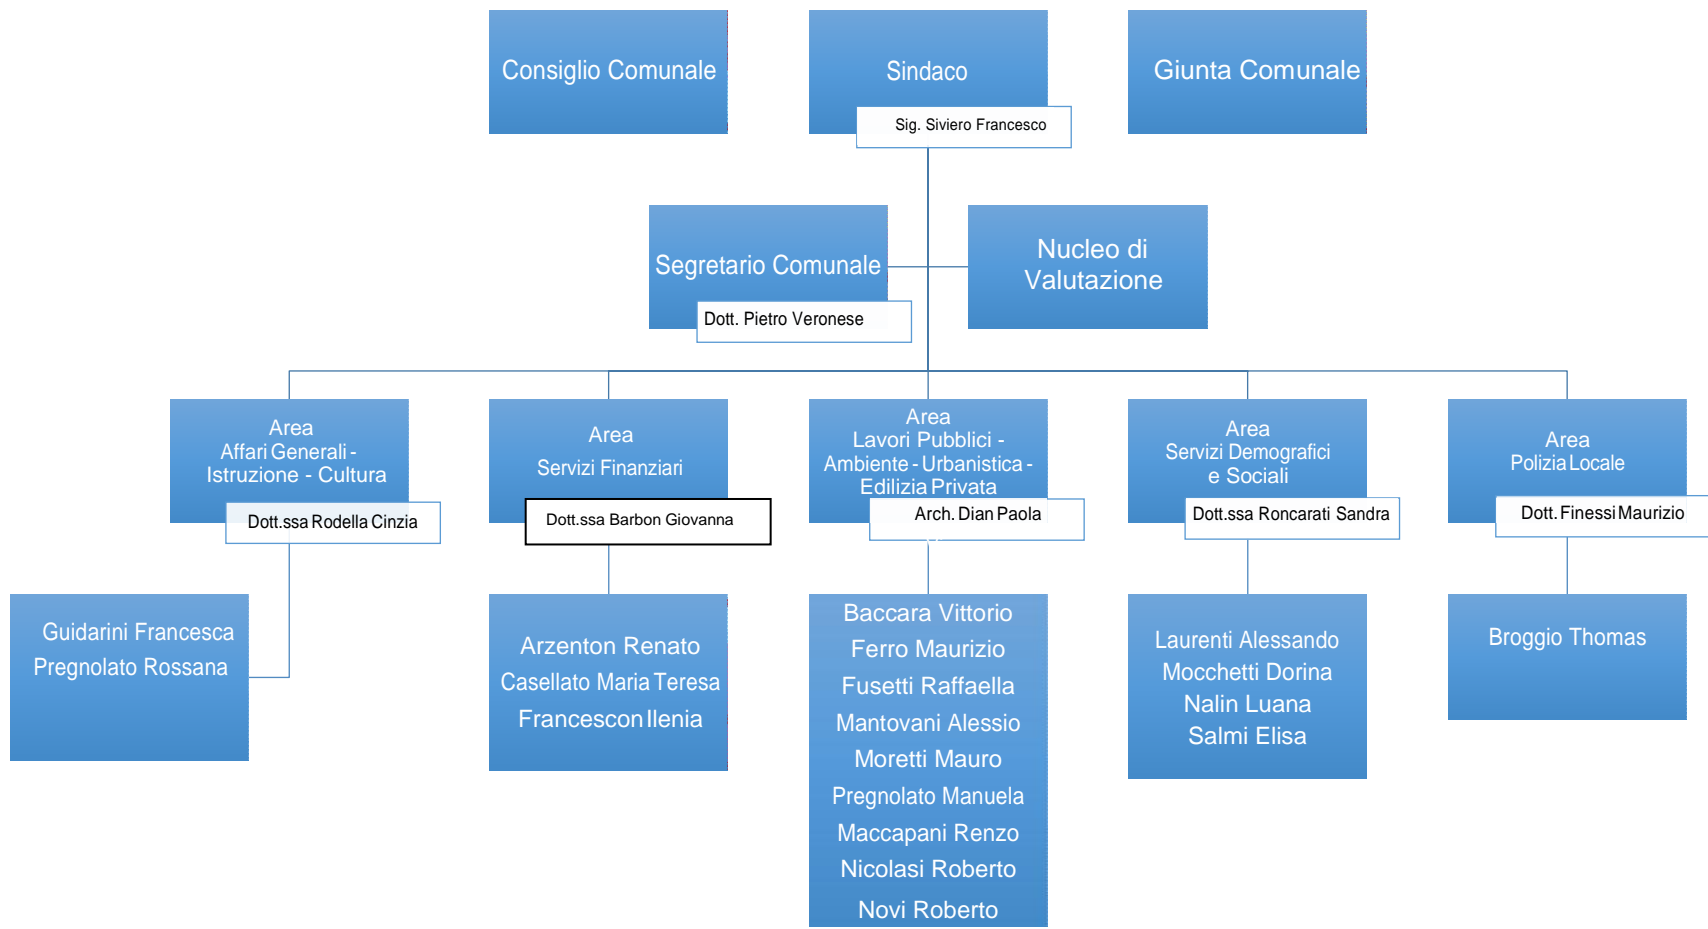 Consiglio Comunale
Sindaco
Sig. Siviero Francesco
Giunta Comunale
Segretario Comunale
Dott. Pietro Veronese
Nucleo di
Valutazione
Area
Affari Generali -
Istruzione - Cultura
Dott.ssa Rodella Cinzia
Area
Servizi Finanziari
Dott.ssa Barbon Giovanna
Area
Lavori Pubblici -
Ambiente - Urbanistica -
Edilizia Privata
Arch. Dian Paola
Area
Servizi Demografici
e Sociali
Dott.ssa Roncarati Sandra
Area
Polizia Locale
Dott. Finessi Maurizio
Guidarini Francesca
Pregnolato Rossana
Arzenton Renato
Casellato Maria Teresa
Francescon Ilenia
Baccara Vittorio
Ferro Maurizio
Fusetti Raffaella
Mantovani Alessio
Moretti Mauro
Pregnolato Manuela
Maccapani Renzo
Nicolasi Roberto
Novi Roberto
Laurenti Alessando
Mocchetti Dorina
Nalin Luana
Salmi Elisa
Broggio Thomas